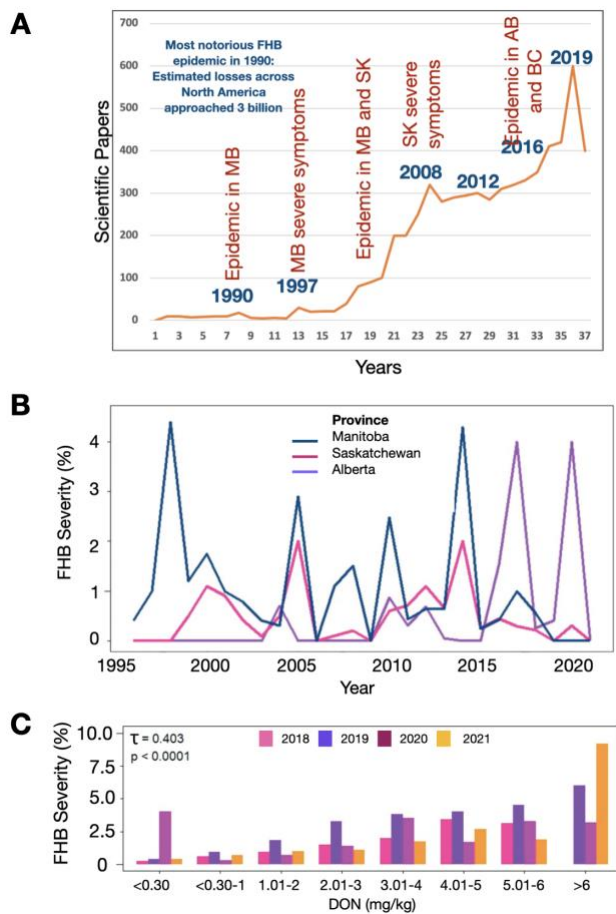 A
700
600
500
400
300
200
100
0
Scientific Papers
Most notorious FHB
epidemic in 1990:
Estimated losses across
North America
approached 3 billion
Epidemic in MB
1990
MB severe symptoms
1997
Epidemic in MB and SK
SK severe
symptoms
2008
2012
Epidemic in AB
and BC
2016
2019
1 3 5 7 9 11 13 15 17 19 21 23 25 27 29 31 33 35 37
Years
B
4
3
2
1
0
FHB Severity (%)
Province
Manitoba
Saskatchewan
Alberta
1995 2000 2005 2010 2015 2020
Year
C
10.0
7.5
5.0
2.5
0
FHB Severity (%)
τ = 0.403
p < 0.0001
2018 2019 2020 2021
<0.30 <0.30-1 1.01-2 2.01-3 3.01-4 4.01-5 5.01-6 >6
DON (mg/kg)